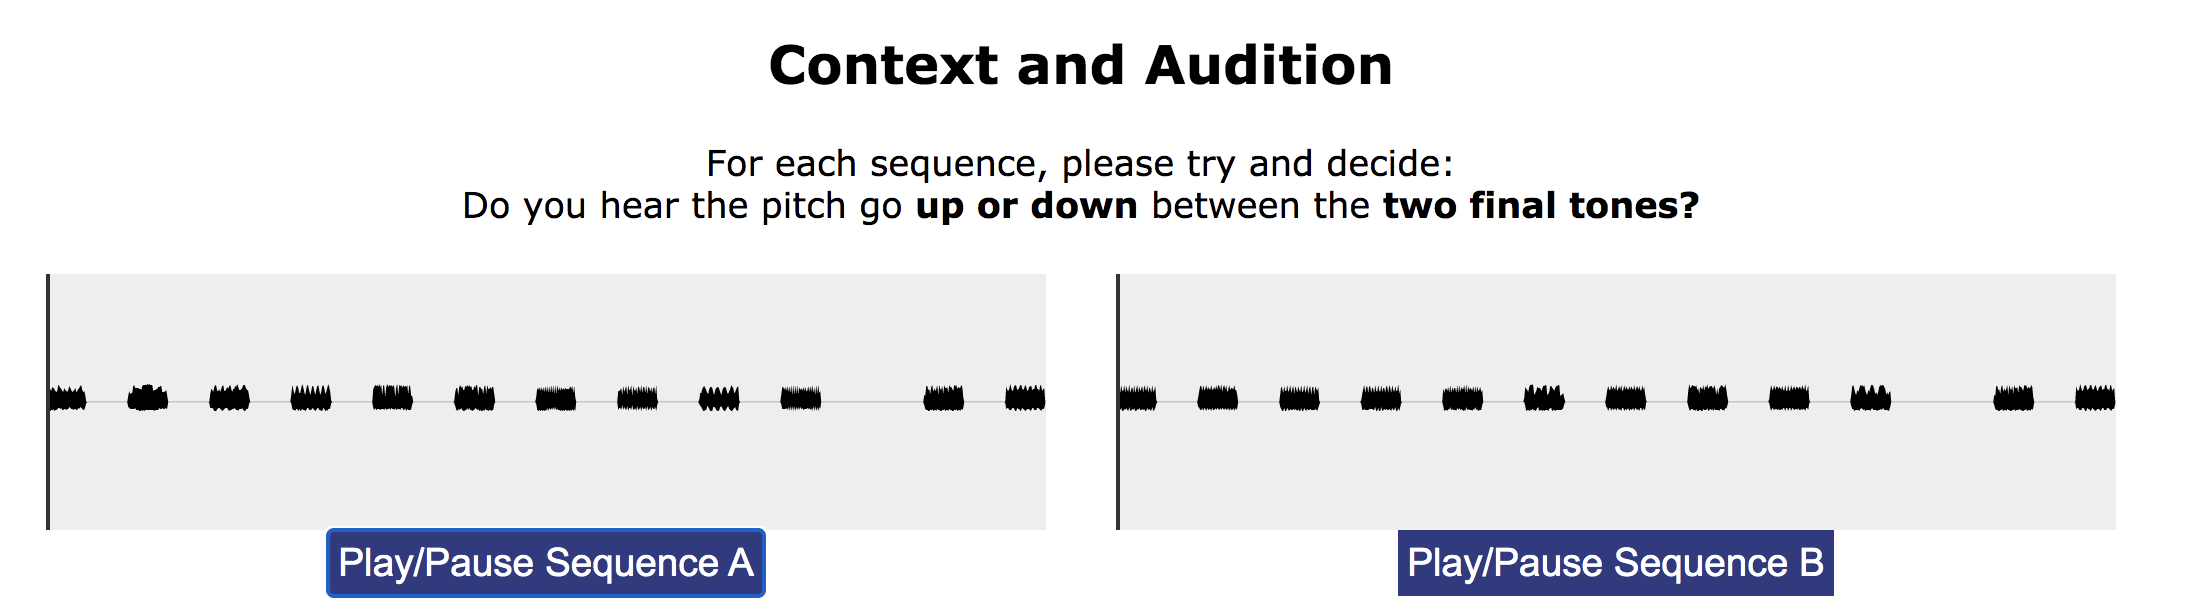 Context and Audition
For each sequence, please try and decide:
Do you hear the pitch go up or down between the two final tones?
Play/Pause Sequence A
Play/Pause Sequence B